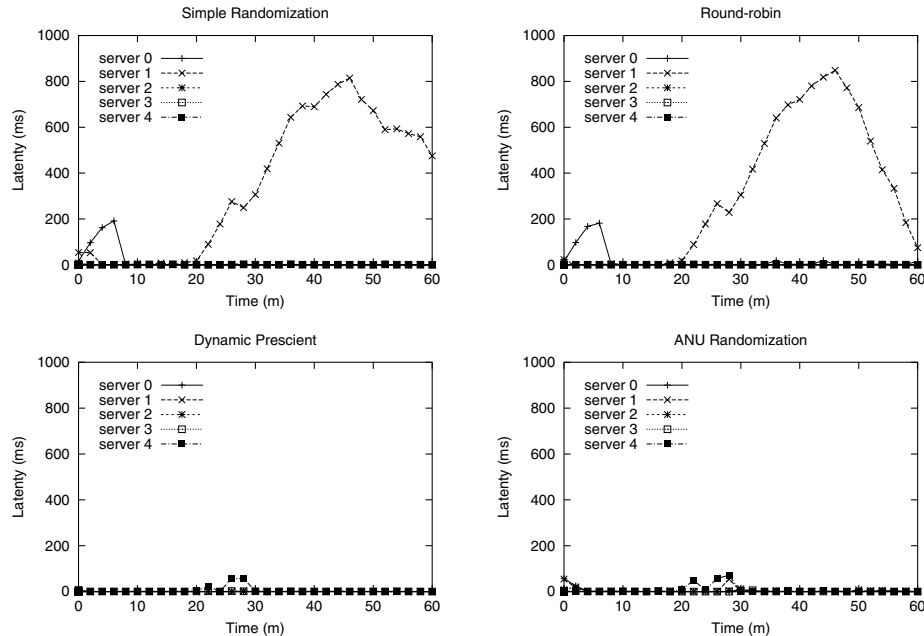 Simple Randomization
1000
800
600
400
200
0
Latenty (ms)
server 0
server 1
server 2
server 3
server 4
0 10 20 30 40 50 60
Time (m)
Round-robin
1000
800
600
400
200
0
Latenty (ms)
server 0
server 1
server 2
server 3
server 4
0 10 20 30 40 50 60
Time (m)
Dynamic Prescient
1000
800
600
400
200
0
Latenty (ms)
server 0
server 1
server 2
server 3
server 4
0 10 20 30 40 50 60
Time (m)
ANU Randomization
1000
800
600
400
200
0
Latenty (ms)
server 0
server 1
server 2
server 3
server 4
0 10 20 30 40 50 60
Time (m)